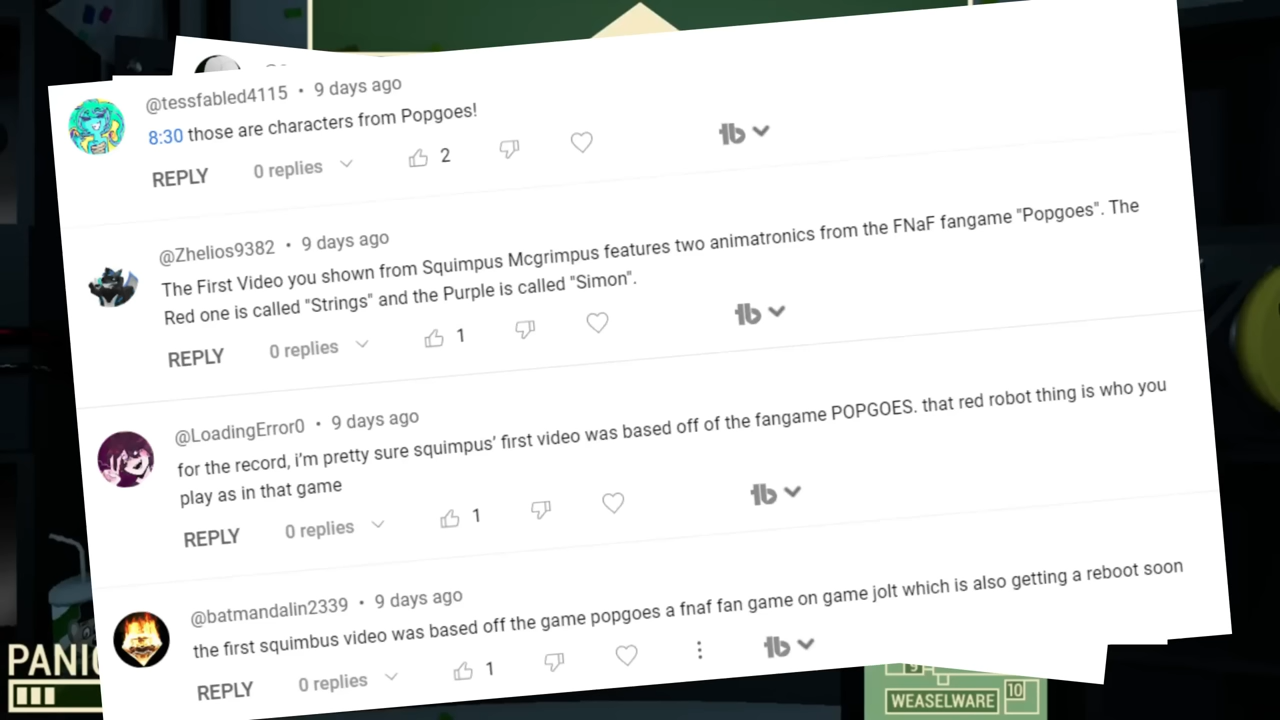 @tessfabled4115 • 9 days ago
8:30 those are characters from Popgoes!
REPLY 0 replies 2
@Zhelios9382 • 9 days ago
The First Video you shown from Squimpus Mcgrimpus features two animatronics from the FNaF fangame "Popgoes". The
Red one is called "Strings" and the Purple is called "Simon".
REPLY 0 replies 1
@LoadingError0 • 9 days ago
for the record, i'm pretty sure squimpus' first video was based off of the fangame POPGOES. that red robot thing is who you
play as in that game
REPLY 0 replies 1
@batmandalin2339 • 9 days ago
the first squimbus video was based off the game popgoes a fnaf fan game on game jolt which is also getting a reboot soon
REPLY 0 replies 1
9
10
WEASELWARE